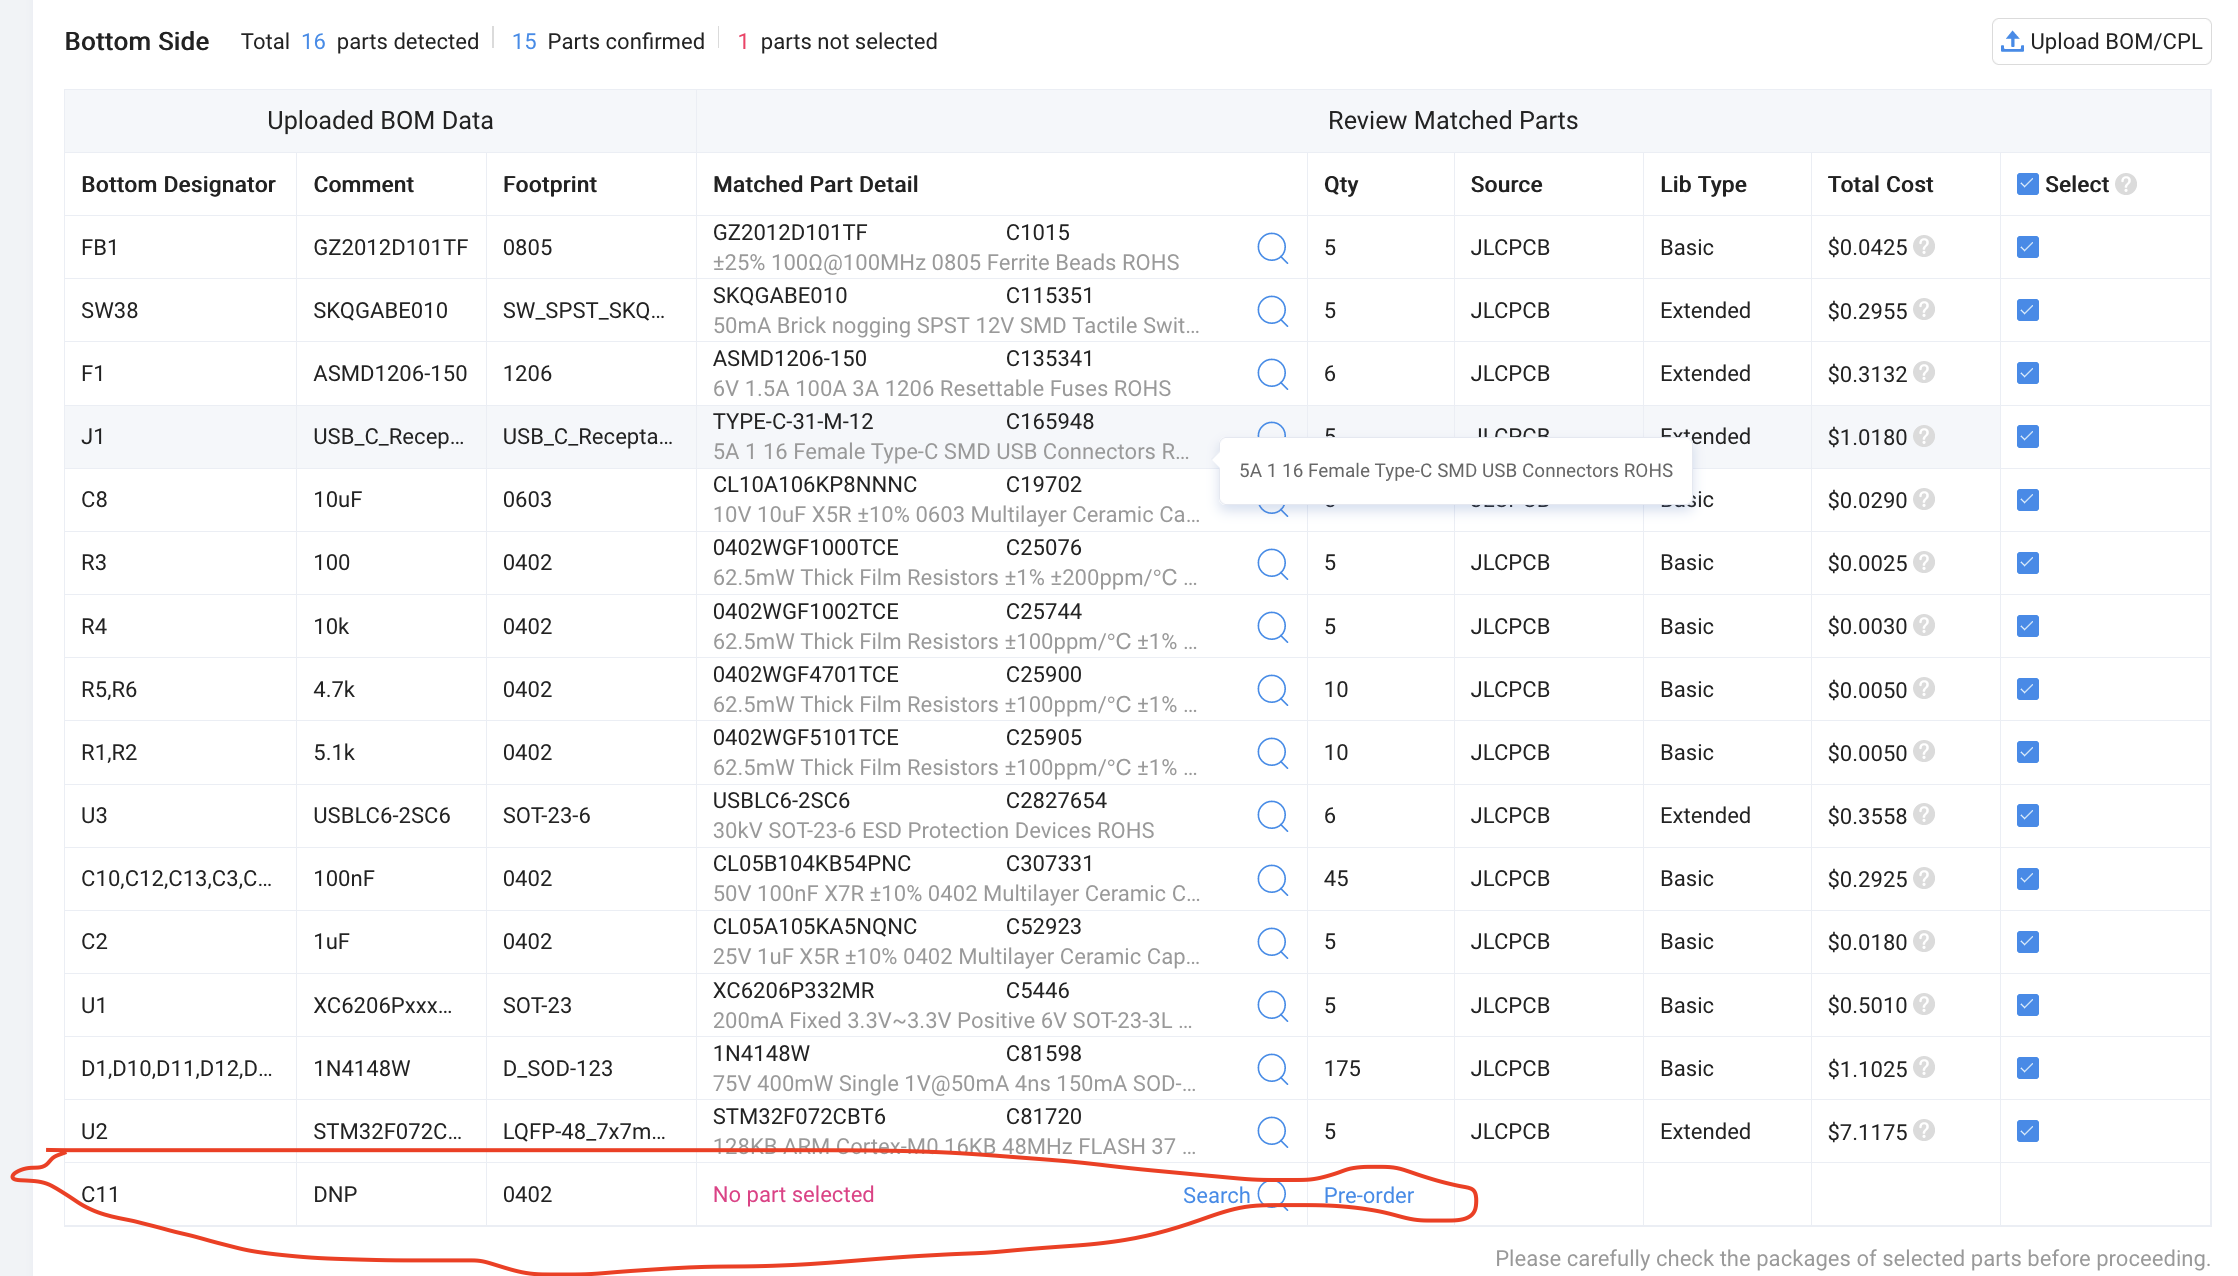 Bottom Side Total 16 parts detected 15 Parts confirmed 1 parts not selected Upload BOM/CPL
Uploaded BOM Data Review Matched Parts
Bottom Designator Comment Footprint Matched Part Detail Qty Source Lib Type Total Cost Select ?
FB1 GZ2012D101TF 0805 GZ2012D101TF C1015 5 JLCPCB Basic $0.0425 ?
±25% 100Ω@100MHz 0805 Ferrite Beads ROHS
SW38 SKQGABE010 SW_SPST_SKQ... SKQGABE010 C115351 5 JLCPCB Extended $0.2955 ?
50mA Brick nogging SPST 12V SMD Tactile Swit...
F1 ASMD1206-150 1206 ASMD1206-150 C135341 6 JLCPCB Extended $0.3132 ?
6V 1.5A 100A 3A 1206 Resettable Fuses ROHS
J1 USB_C_Recep... USB_C_Recepta... TYPE-C-31-M-12 C165948 5 JLCPCB Extended $1.0180 ?
5A 1 16 Female Type-C SMD USB Connectors R...
5A 1 16 Female Type-C SMD USB Connectors ROHS
C8 10uF 0603 CL10A106KP8NNNC C19702 JLCPCB Basic $0.0290 ?
10V 10uF X5R ±10% 0603 Multilayer Ceramic Ca...
R3 100 0402 0402WGF1000TCE C25076 5 JLCPCB Basic $0.0025 ?
62.5mW Thick Film Resistors ±1% ±200ppm/°C ...
R4 10k 0402 0402WGF1002TCE C25744 5 JLCPCB Basic $0.0030 ?
62.5mW Thick Film Resistors ±100ppm/°C ±1% ...
R5,R6 4.7k 0402 0402WGF4701TCE C25900 10 JLCPCB Basic $0.0050 ?
62.5mW Thick Film Resistors ±100ppm/°C ±1% ...
R1,R2 5.1k 0402 0402WGF5101TCE C25905 10 JLCPCB Basic $0.0050 ?
62.5mW Thick Film Resistors ±100ppm/°C ±1% ...
U3 USBLC6-2SC6 SOT-23-6 USBLC6-2SC6 C2827654 6 JLCPCB Extended $0.3558 ?
30kV SOT-23-6 ESD Protection Devices ROHS
C10,C12,C13,C3,C... 100nF 0402 CL05B104KB54PNC C307331 45 JLCPCB Basic $0.2925 ?
50V 100nF X7R ±10% 0402 Multilayer Ceramic C...
C2 1uF 0402 CL05A105KA5NQNC C52923 5 JLCPCB Basic $0.0180 ?
25V 1uF X5R ±10% 0402 Multilayer Ceramic Cap...
U1 XC6206Pxxx... SOT-23 XC6206P332MR C5446 5 JLCPCB Basic $0.5010 ?
200mA Fixed 3.3V~3.3V Positive 6V SOT-23-3L ...
D1,D10,D11,D12,D... 1N4148W D_SOD-123 1N4148W C81598 175 JLCPCB Basic $1.1025 ?
75V 400mW Single 1V@50mA 4ns 150mA SOD-...
U2 STM32F072C... LQFP-48_7x7m... STM32F072CBT6 C81720 5 JLCPCB Extended $7.1175 ?
128KB ARM Cortex-M0 16KB 48MHz FLASH 37 ...
C11 DNP 0402 No part selected Search Pre-order
Please carefully check the packages of selected parts before proceeding.